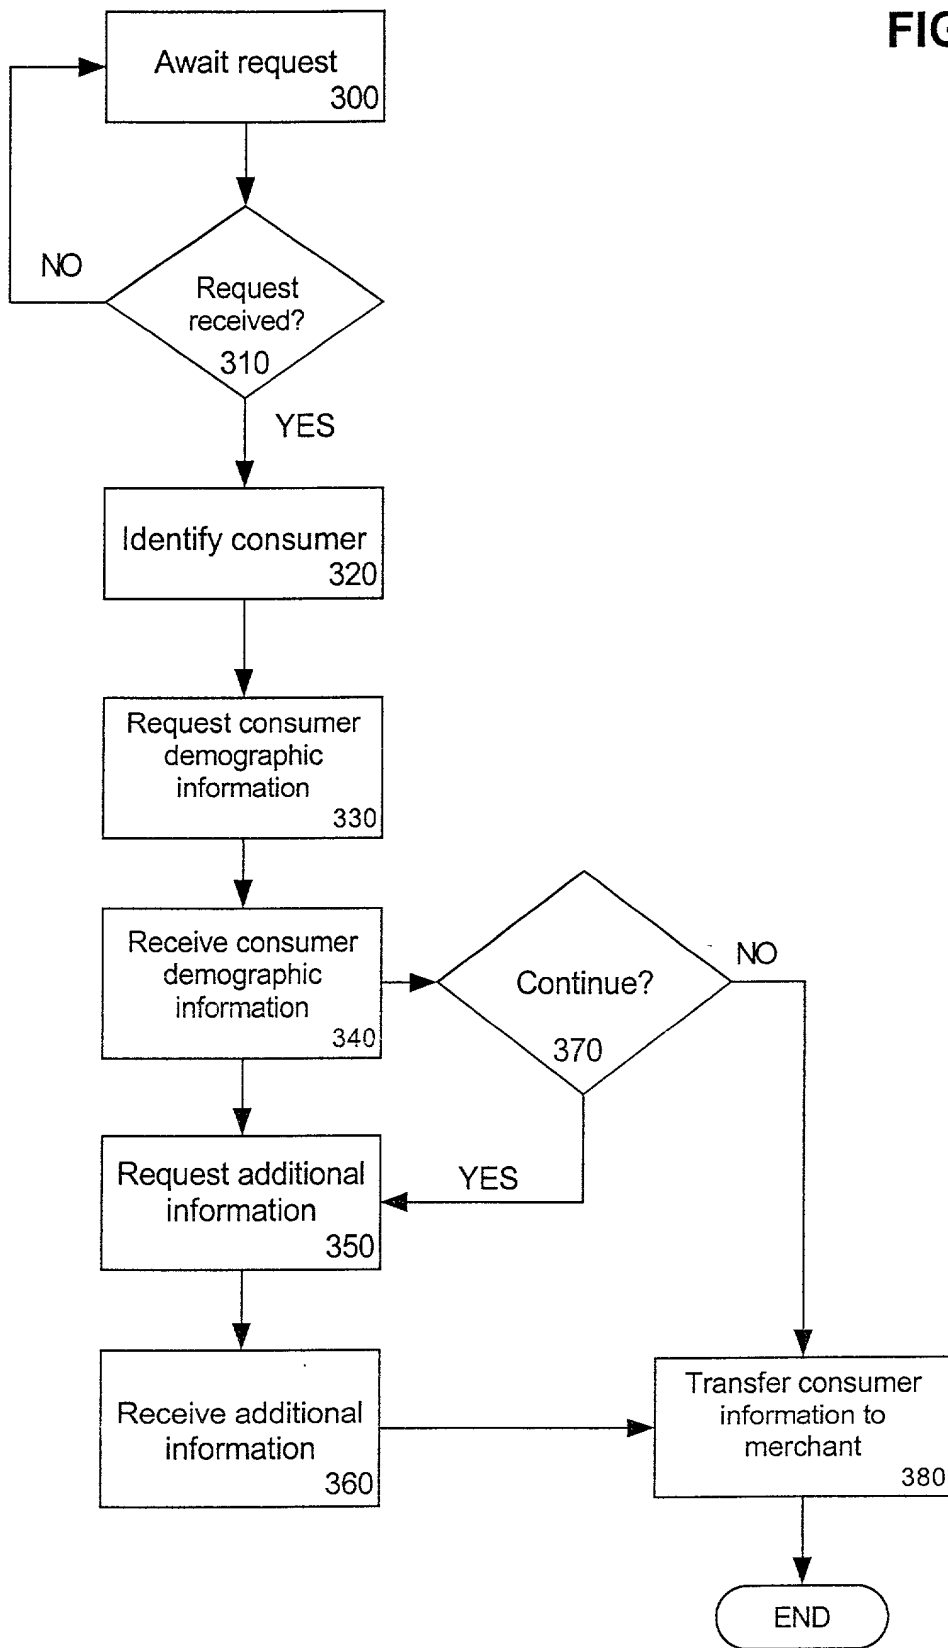 FIG
Await request
300
NO
Request
received?
310
YES
Identify consumer
320
Request consumer
demographic
information
330
Receive consumer
demographic
information
340
Continue?
370
NO
Request additional
information
350
YES
Receive additional
information
360
Transfer consumer
information to
merchant
380
END